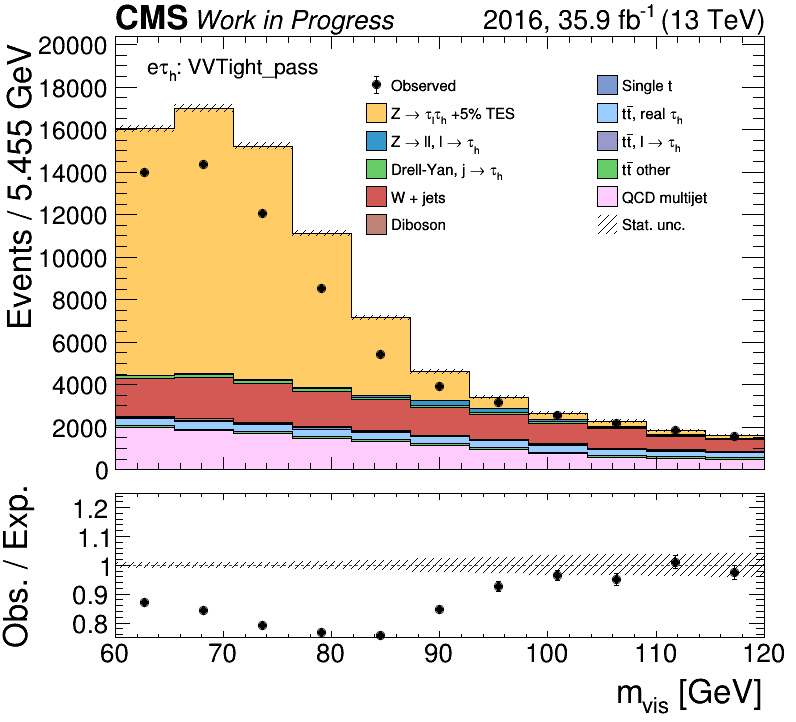 CMS Work in Progress 2016, 35.9 fb⁻¹ (13 TeV)
Events / 5.455 GeV
20000
18000
16000
14000
12000
10000
8000
6000
4000
2000
0
eτₕ: VVTight_pass
Observed
Z → τₗτₕ +5% TES
Z → ll, l → τₕ
Drell-Yan, j → τₕ
W + jets
Diboson
Single t
tt̅, real τₕ
tt̅, l → τₕ
tt̅ other
QCD multijet
Stat. unc.
Obs. / Exp.
1.2
1.1
1
0.9
0.8
60 70 80 90 100 110 120
m_vis [GeV]